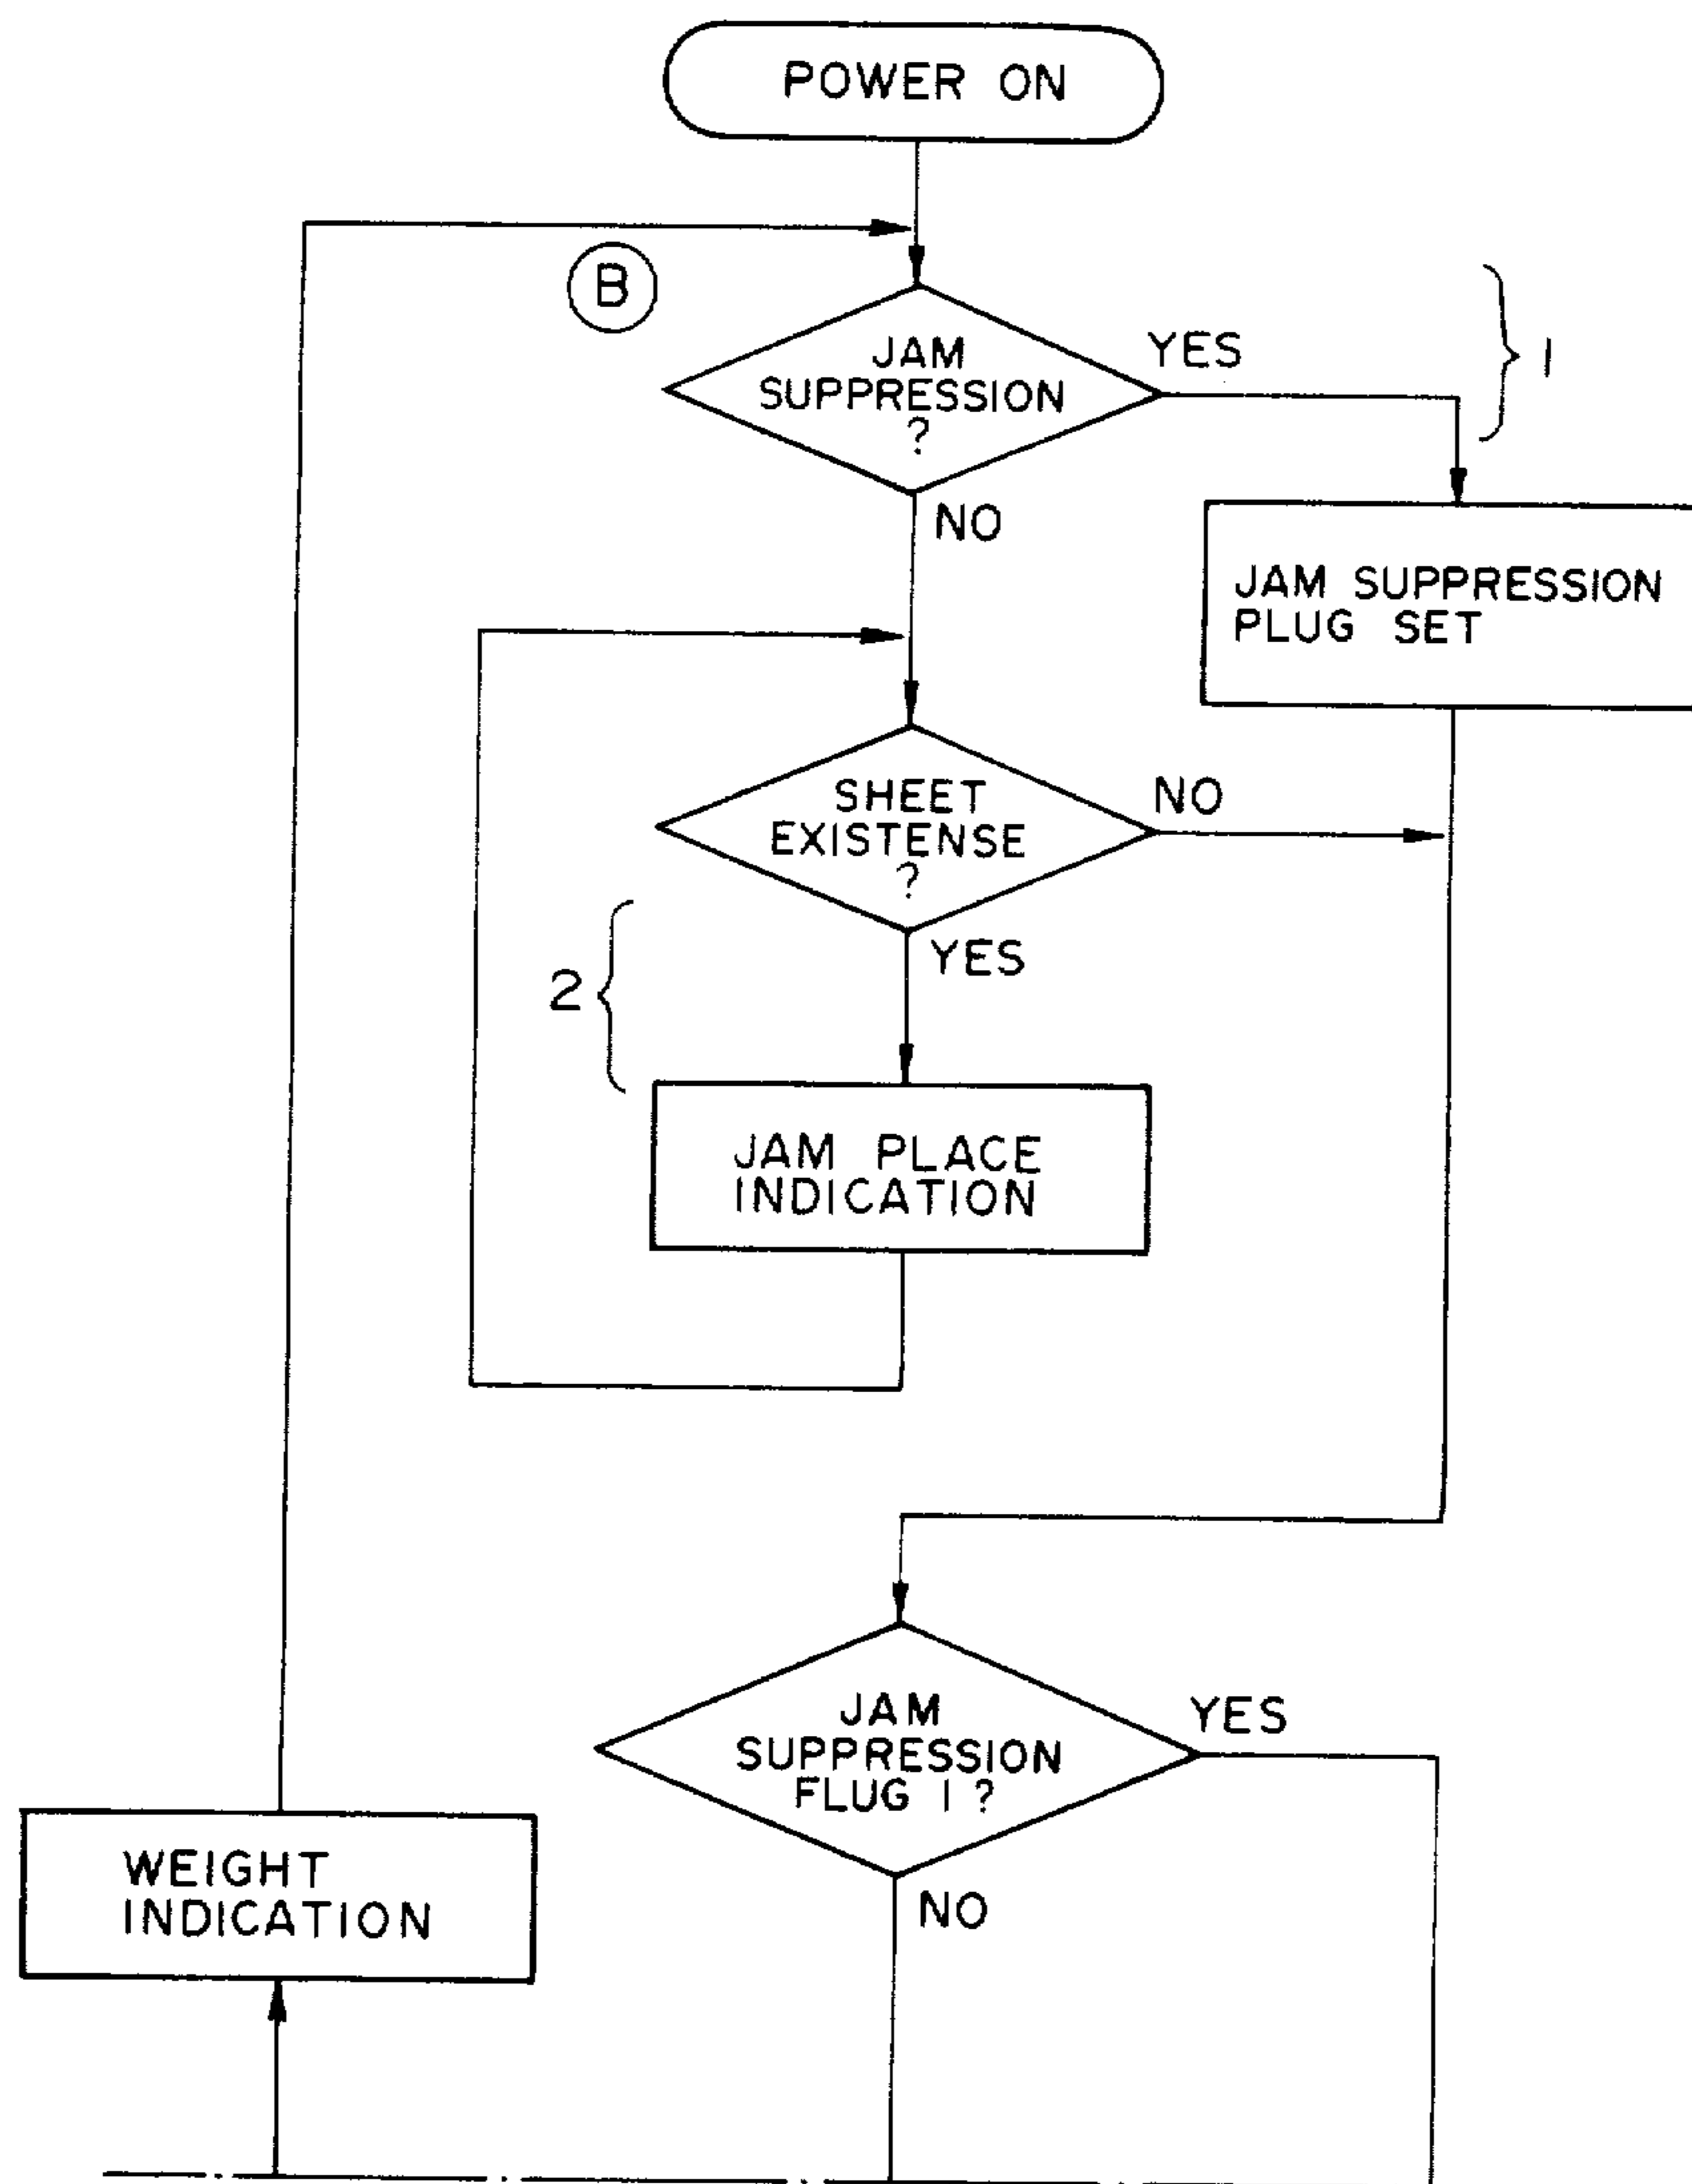 POWER ON
B
JAM
SUPPRESSION
?
YES
1
NO
JAM SUPPRESSION
PLUG SET
SHEET
EXISTENSE
?
NO
2
YES
JAM PLACE
INDICATION
JAM
SUPPRESSION
FLUG 1 ?
YES
WEIGHT
INDICATION
NO